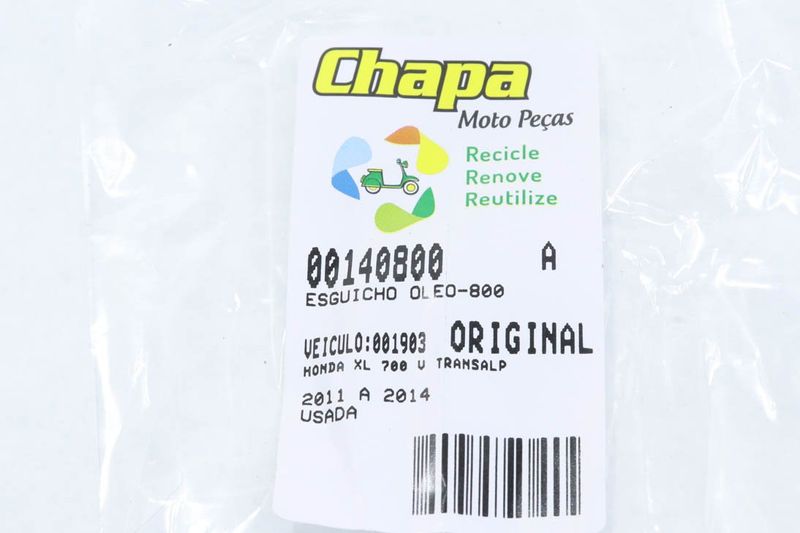 Chapa
Moto Peças
Recicle
Renove
Reutilize
00140800 A
ESGUICHO OLEO-800
VEICULO:001903 ORIGINAL
HONDA XL 700 V TRANSALP
2011 A 2014
USADA